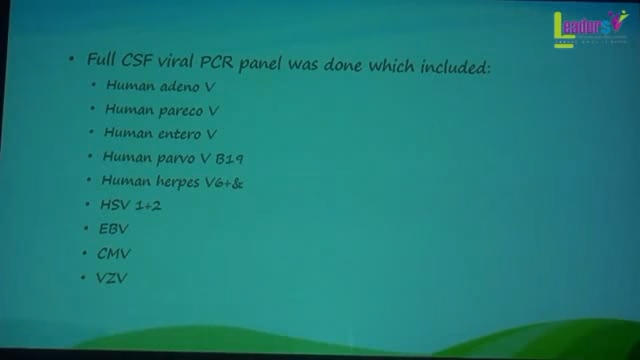 LeaderS
• Full CSF viral PCR panel was done which included:
• Human adeno V
• Human pareco V
• Human entero V
• Human parvo V B19
• Human herpes V6+&
• HSV 1+2
• EBV
• CMV
• VZV